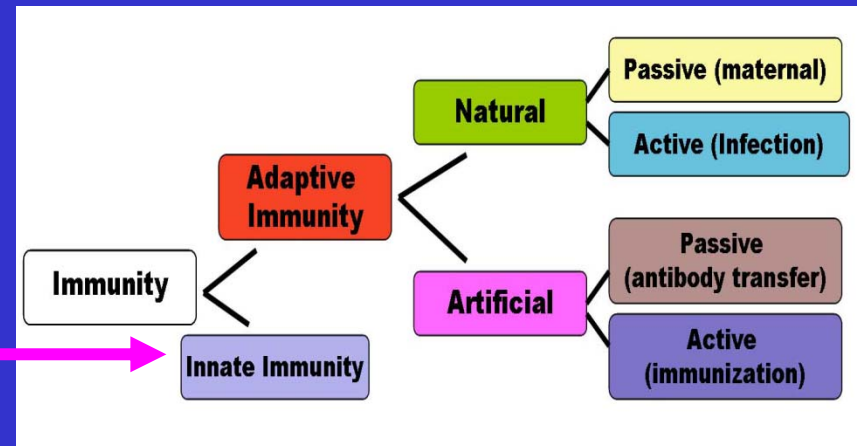 Immunity
Adaptive
Immunity
Innate Immunity
Natural
Artificial
Passive (maternal)
Active (Infection)
Passive
(antibody transfer)
Active
(immunization)